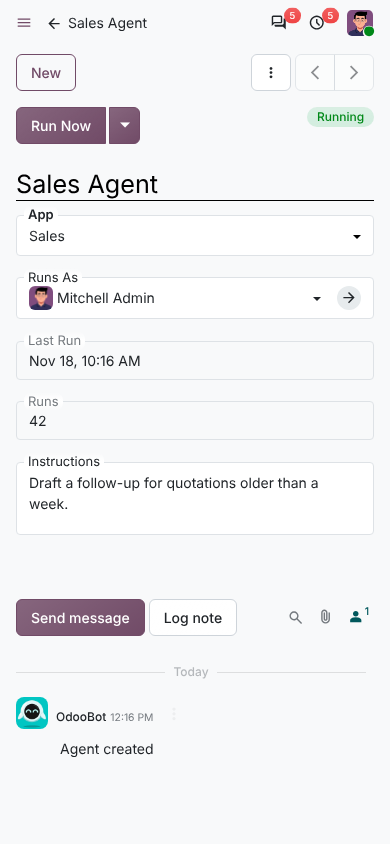 Sales Agent
5
5
New
Run Now
Running
Sales Agent
App
Sales
Runs As
Mitchell Admin
Last Run
Nov 18, 10:16 AM
Runs
42
Instructions
Draft a follow-up for quotations older than a
week.
Send message
Log note
1
Today
OdooBot 12:16 PM
Agent created